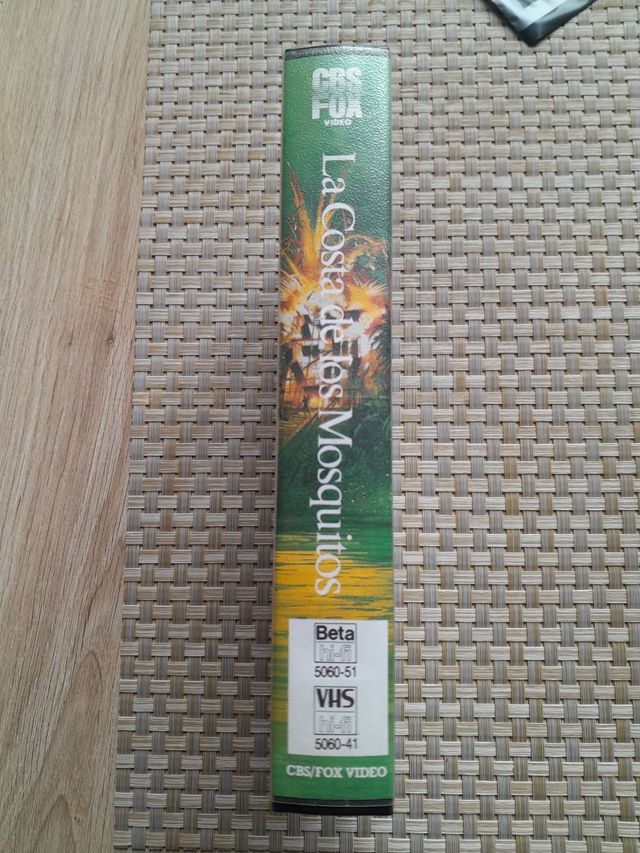 CBS
FOX
VIDEO
La Costa de los Mosquitos
Beta
hi-fi
5060-51
VHS
hi-fi
5060-41
CBS/FOX VIDEO